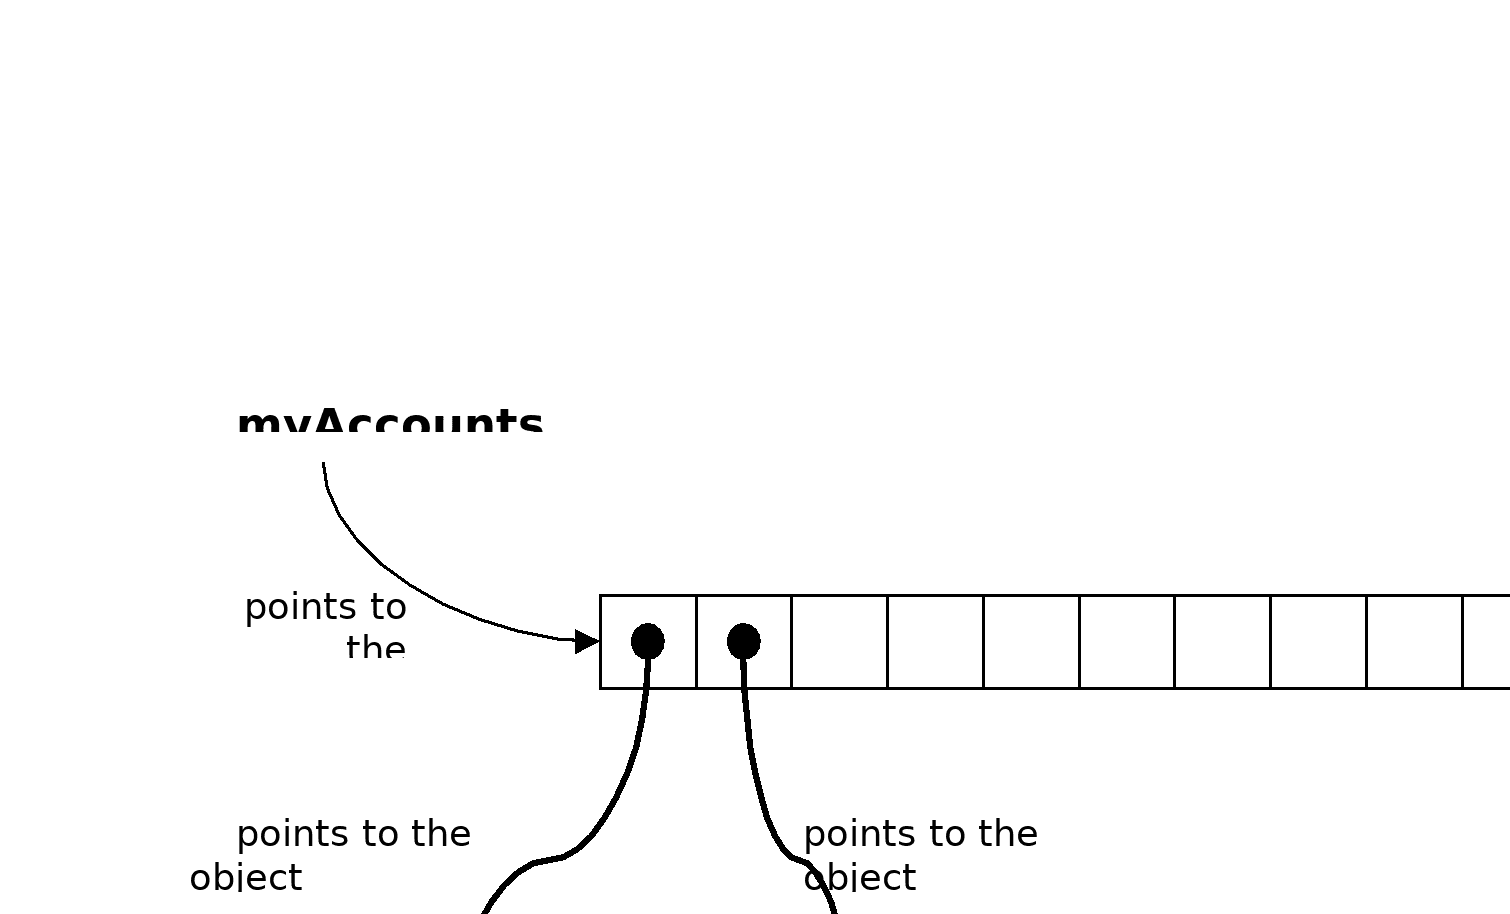 myAccounts
points to
the
points to the
object
points to the
object